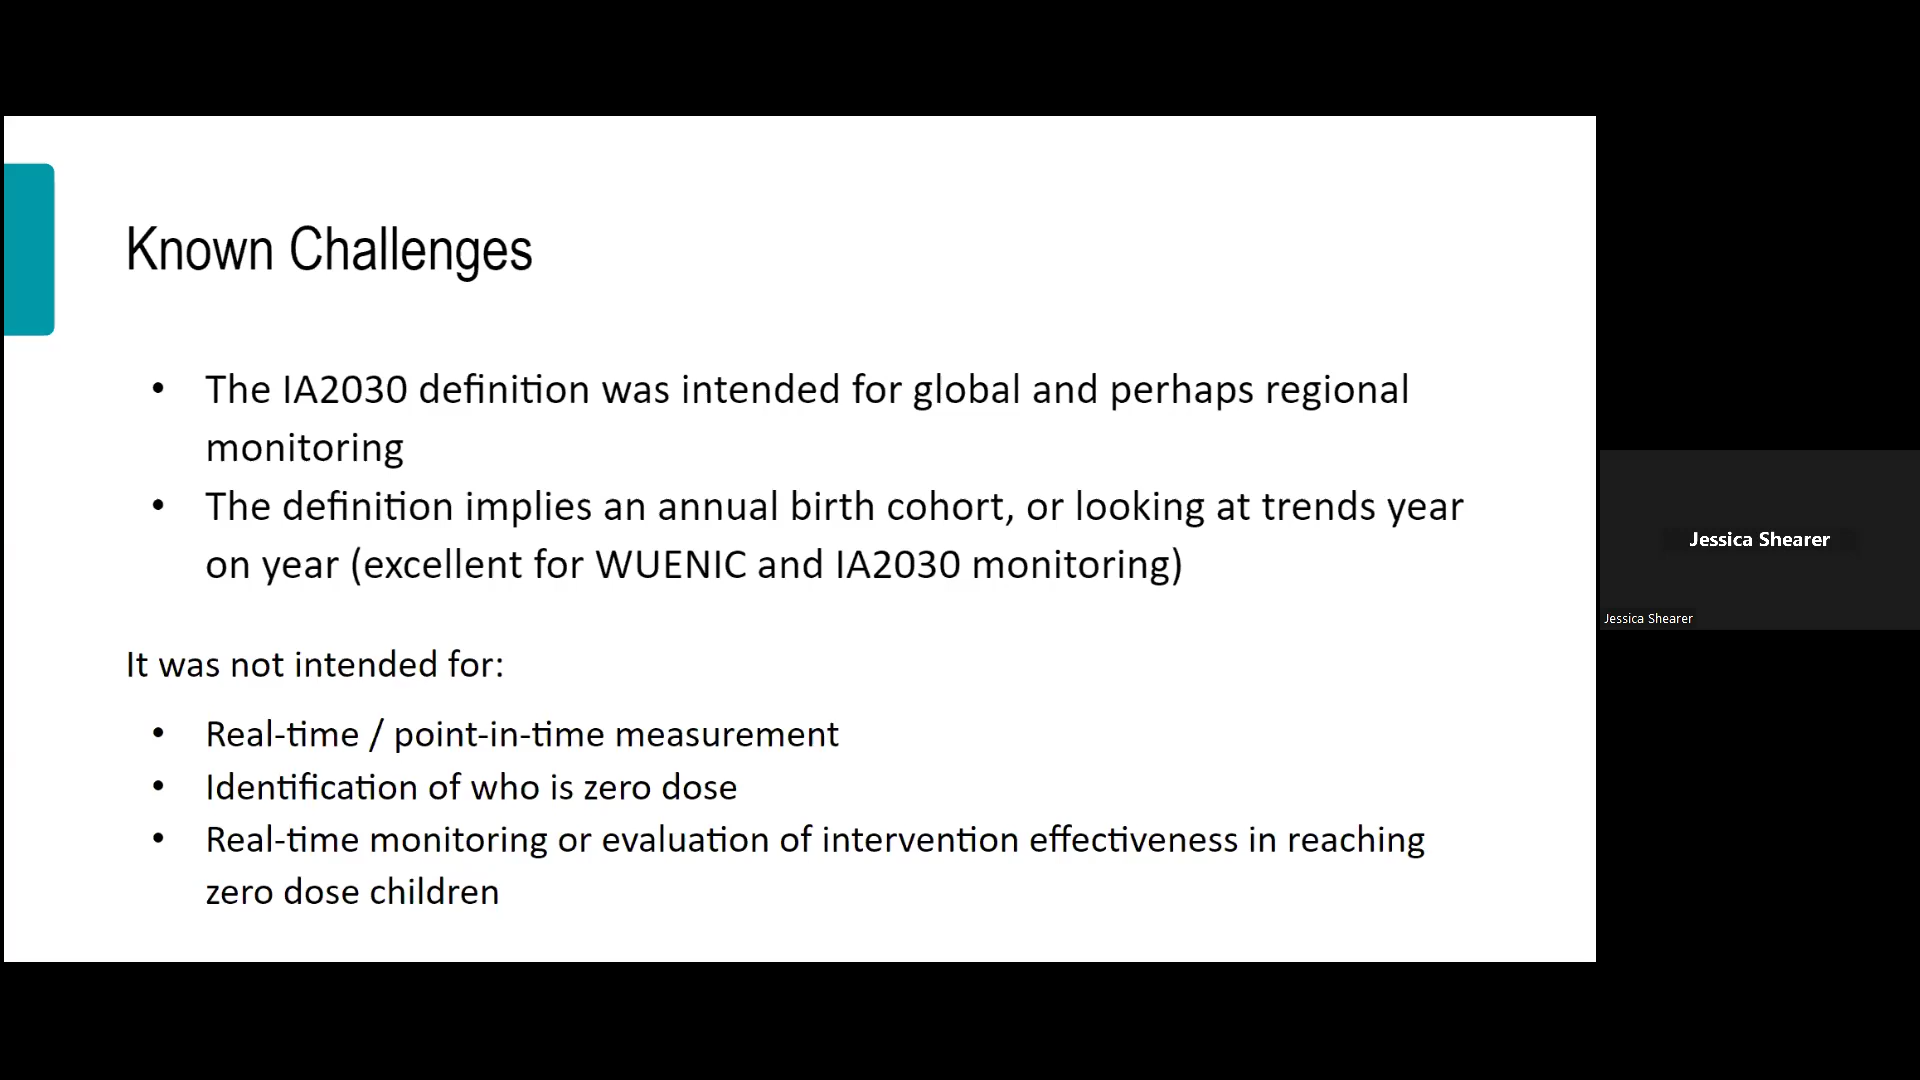 Known Challenges
• The IA2030 definition was intended for global and perhaps regional
monitoring
• The definition implies an annual birth cohort, or looking at trends year
on year (excellent for WUENIC and IA2030 monitoring)
It was not intended for:
• Real-time / point-in-time measurement
• Identification of who is zero dose
• Real-time monitoring or evaluation of intervention effectiveness in reaching
zero dose children
Jessica Shearer
Jessica Shearer